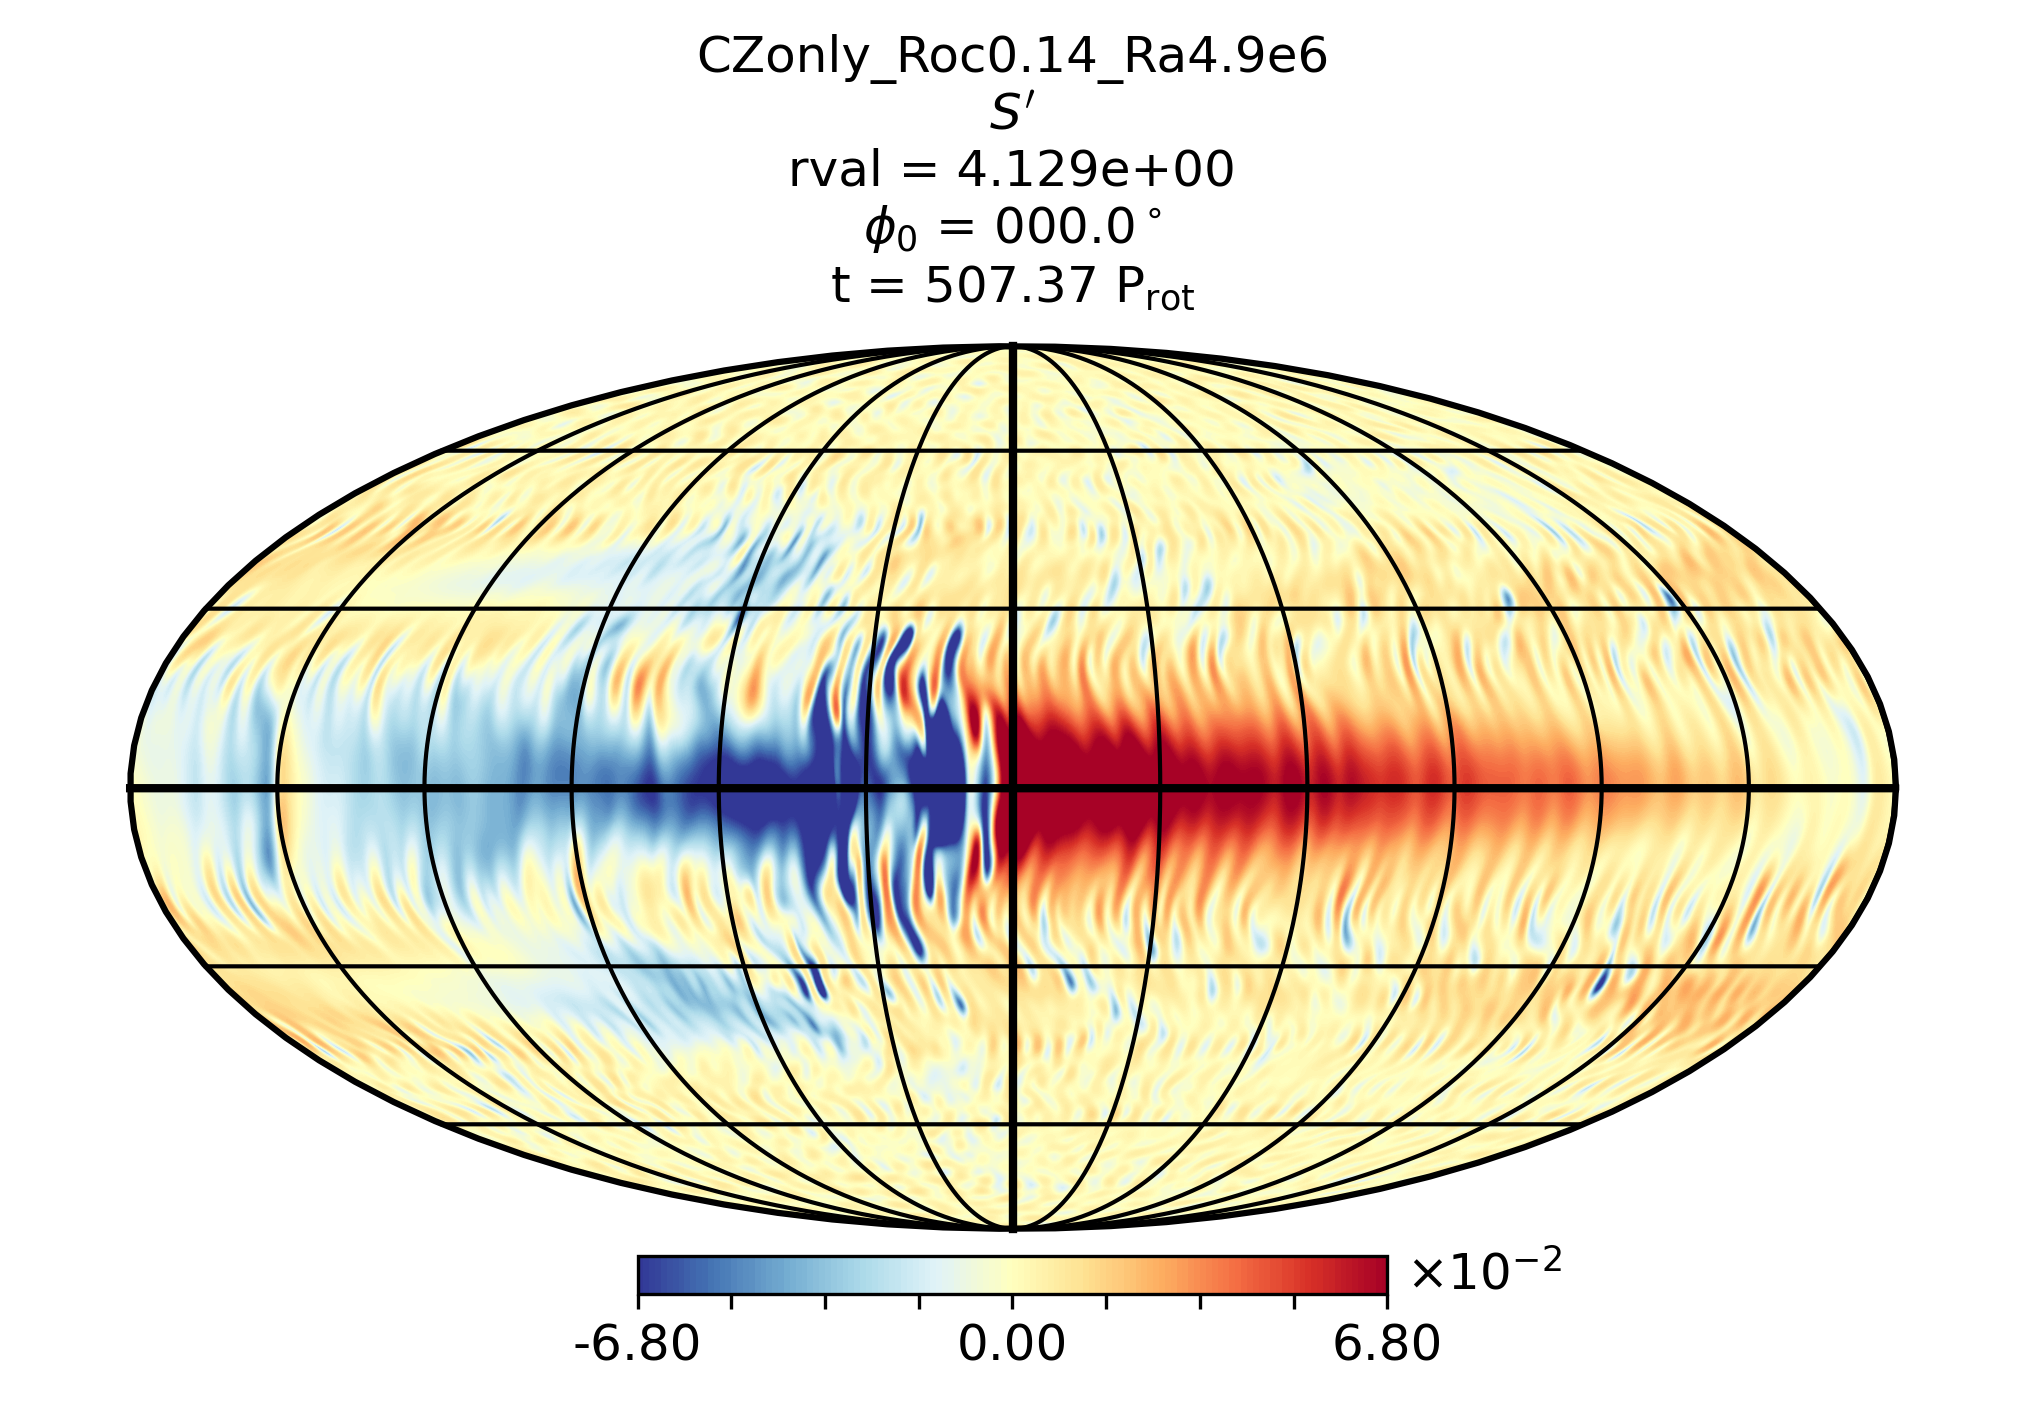 CZonly_Roc0.14_Ra4.9e6
S′
rval = 4.129e+00
ϕ₀ = 000.0°
t = 507.37 P_rot
×10⁻²
-6.80 0.00 6.80